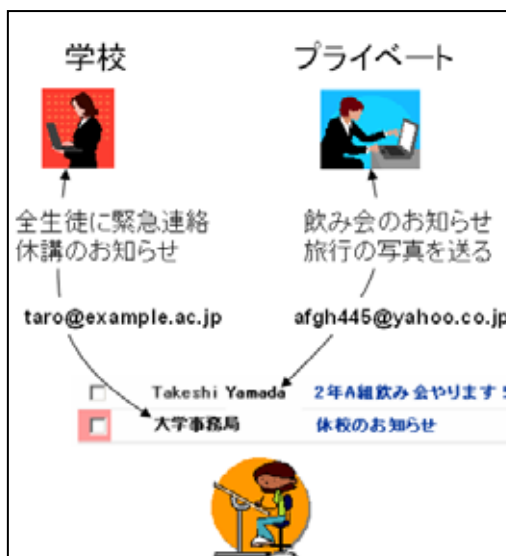 学校
プライベート
全生徒に緊急連絡
休講のお知らせ
飲み会のお知らせ
旅行の写真を送る
taro@example.ac.jp
afgh445@yahoo.co.jp
Takeshi Yamada 2年A組飲み会やります
大学事務局 休校のお知らせ